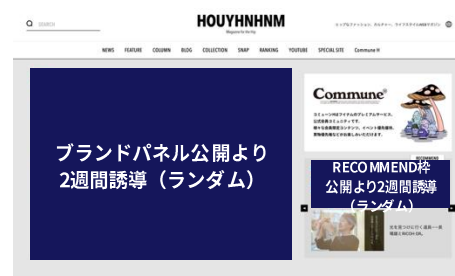 SEARCH
HOUYHNHNM
Magazine for the Hip
NEWS FEATURE COLUMN BLOG COLLECTION SNAP RANKING YOUTUBE SPECIAL SITE Commune H
ブランドパネル公開より
2週間誘導（ランダム）
Commune
RECOMMEND
RECOMMEND枠
公開より2週間誘導
（ランダム）